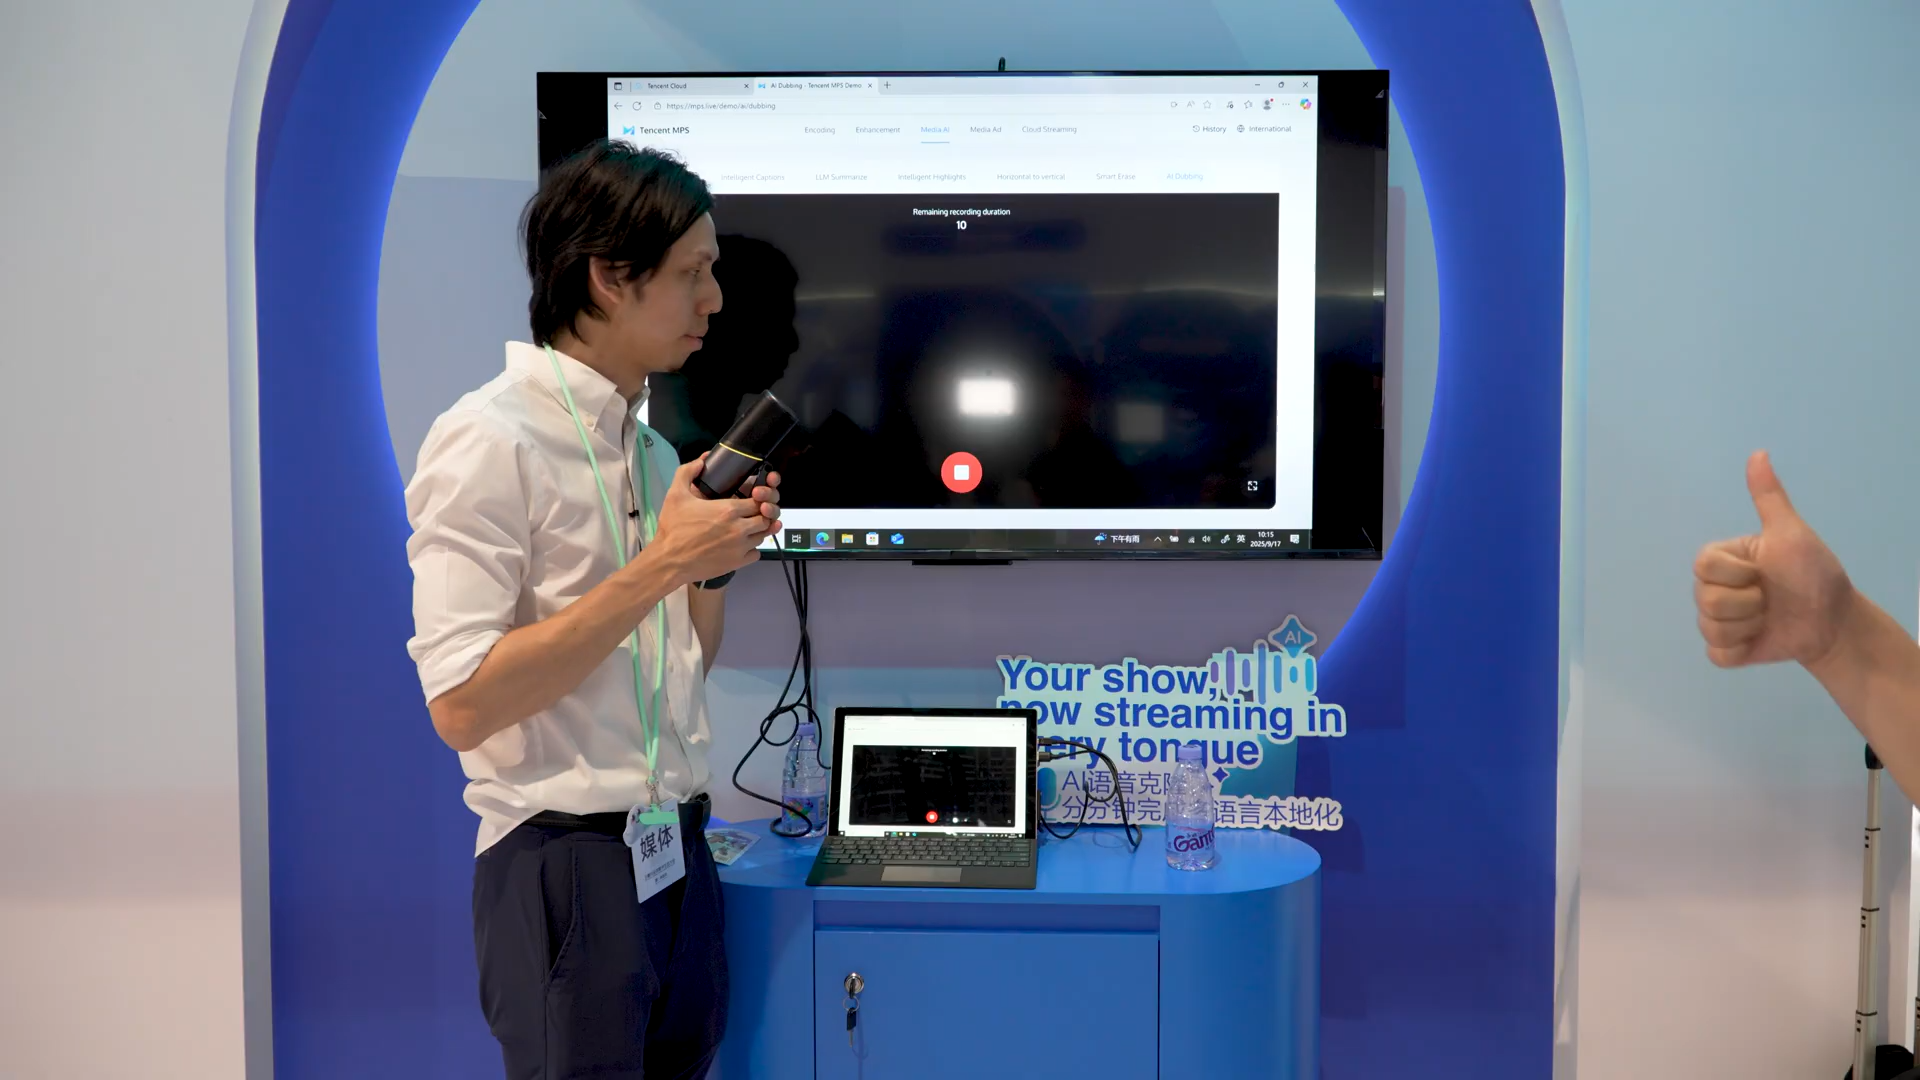 Tencent Cloud
AI Dubbing - Tencent MPS Demo
https://mps.live/demo/ai/dubbing
Tencent MPS
Encoding
Enhancement
Media AI
Media Ad
Cloud Streaming
History
International
Intelligent Captions
LLM Summarize
Intelligent Highlights
Horizontal to vertical
Smart Erase
AI Dubbing
Remaining recording duration
10
下午有雨
英
10:15
2025/9/17
AI
Your show,
now streaming in
ery tongue
AI语音克
分分钟完 语言本地化
媒体